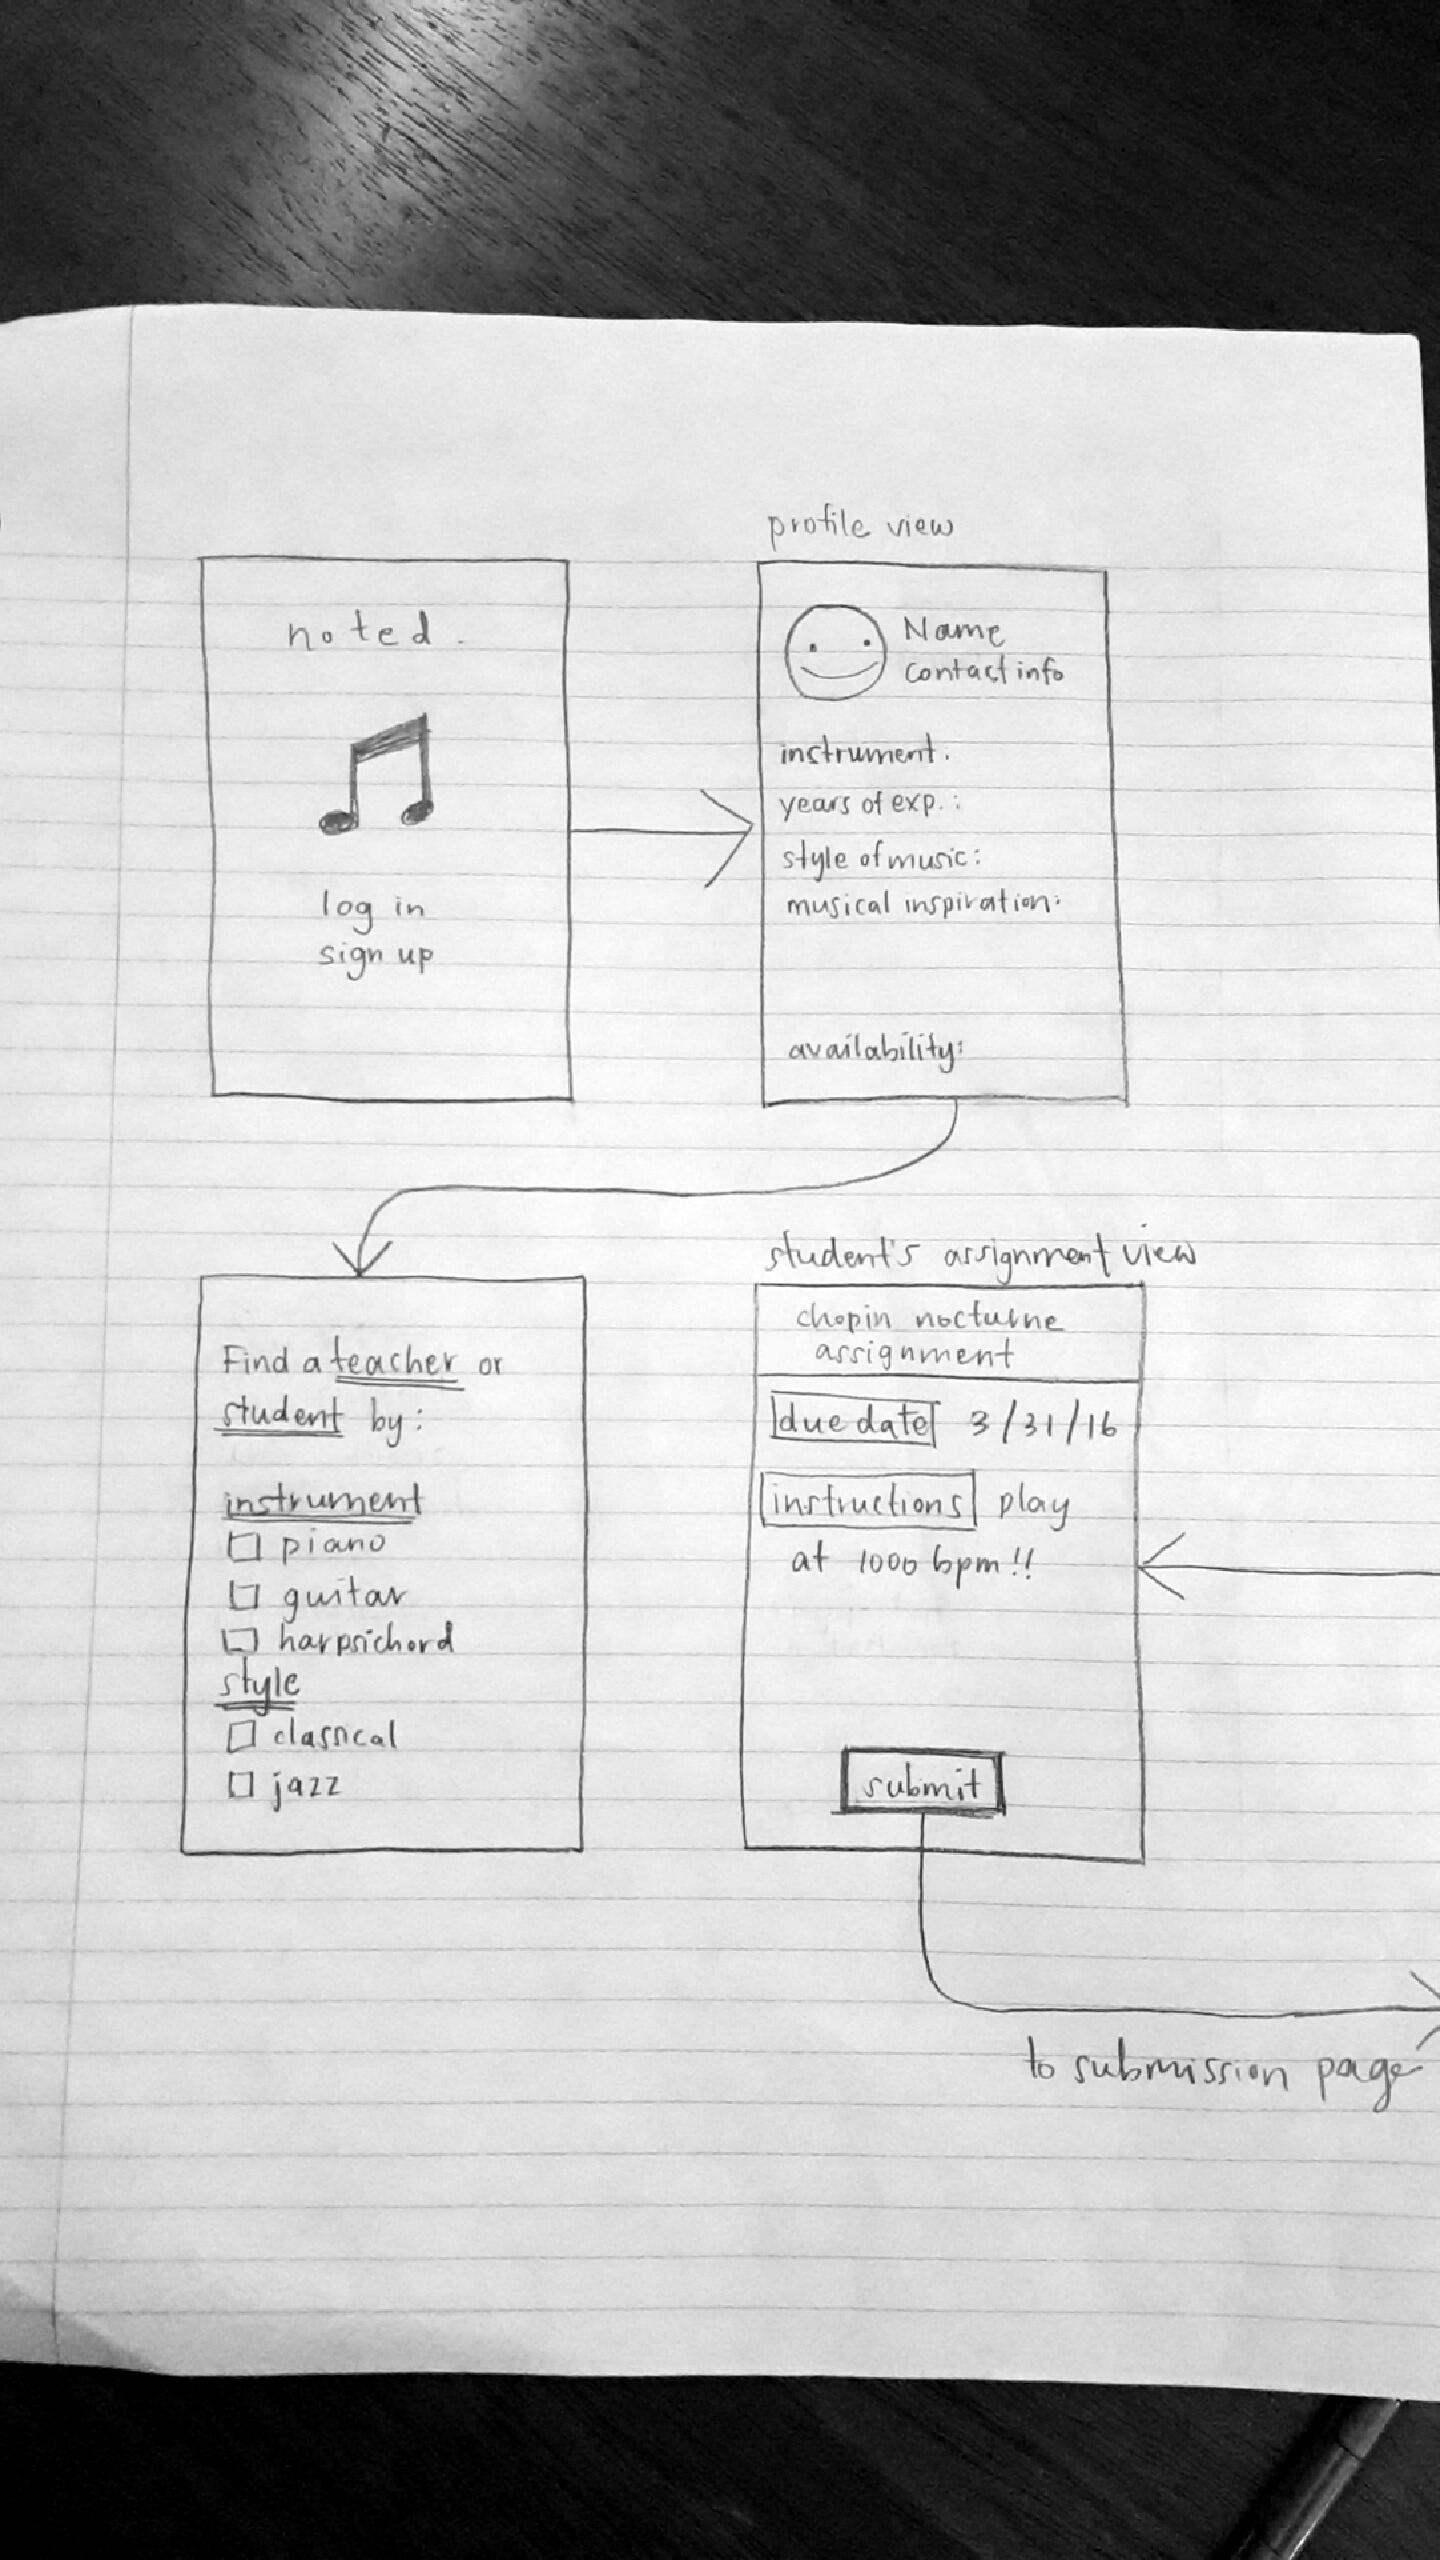 noted.
log in
sign up
profile view
Name
contact info
instrument.
years of exp.:
style of music:
musical inspiration:
availability:
Find a teacher or
student by:
instrument
piano
guitar
harpsichord
style
classical
jazz
student's assignment view
chopin nocturne
assignment
due date 3/31/16
instructions play
at 1000 bpm!!
submit
to submission page